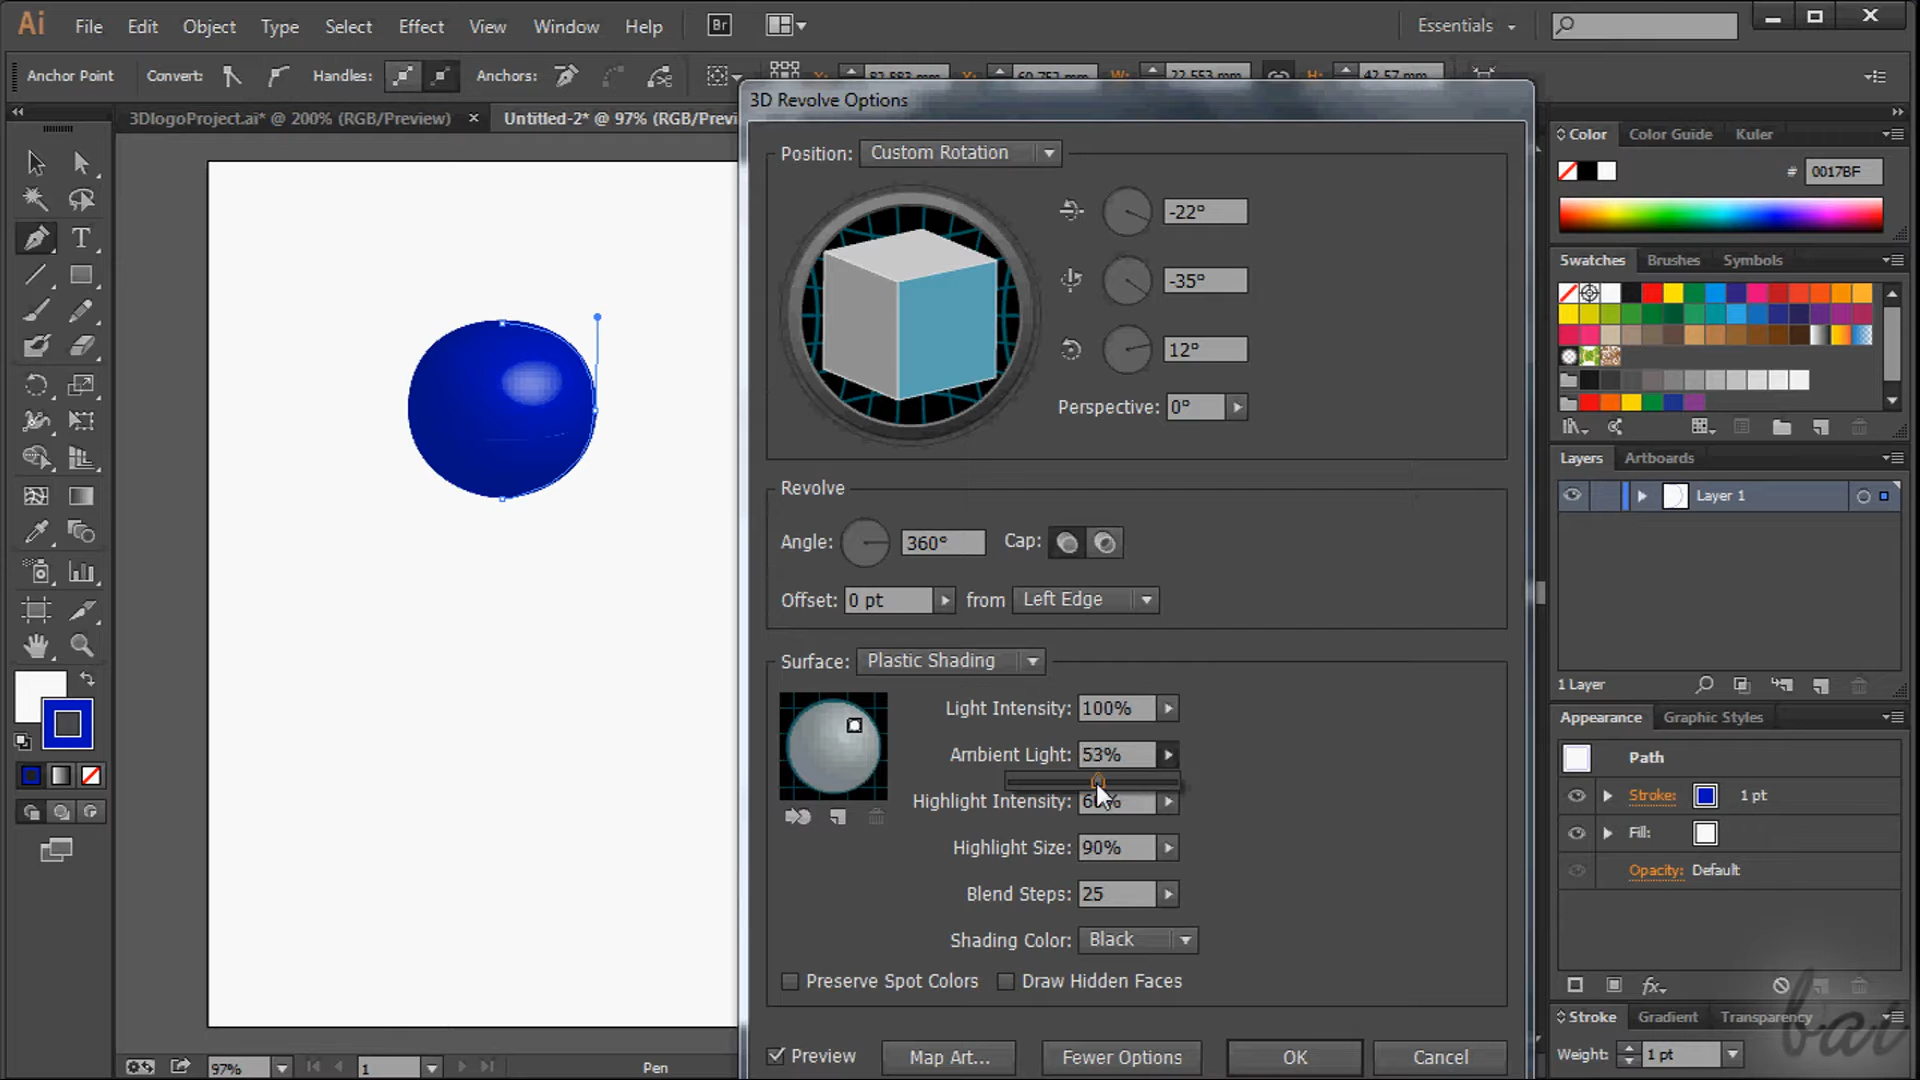 Ai File Edit Object Type Select Effect View Window Help Br Essentials
Anchor Point Convert: Handles: Anchors:
3DlogoProject.ai* @ 200% (RGB/Preview) × Untitled-2* @ 97% (RGB/Previ
3D Revolve Options
Position: Custom Rotation
-22°
-35°
12°
Perspective: 0°
Revolve
Angle: 360° Cap:
Offset: 0 pt from Left Edge
Surface: Plastic Shading
Light Intensity: 100%
Ambient Light: 53%
Highlight Intensity:
Highlight Size: 90%
Blend Steps: 25
Shading Color: Black
Preserve Spot Colors Draw Hidden Faces
Preview Map Art... Fewer Options OK Cancel
Color Color Guide Kuler
# 0017BF
Swatches Brushes Symbols
Layers Artboards
Layer 1
1 Layer
Appearance Graphic Styles
Path
Stroke: 1 pt
Fill:
Opacity: Default
fx
Stroke Gradient Transparency
Weight: 1 pt
97% 1 Pen
bar